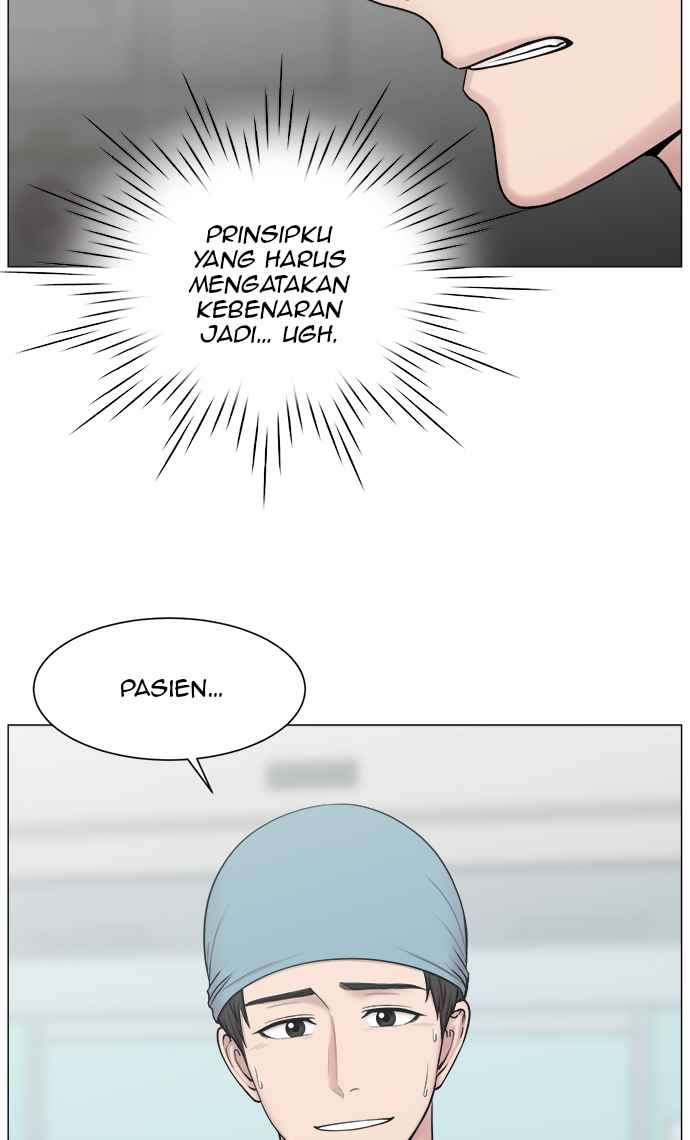 PRINSIPKU
YANG HARUS
MENGATAKAN
KEBENARAN
JADI... UGH.
PASIEN...